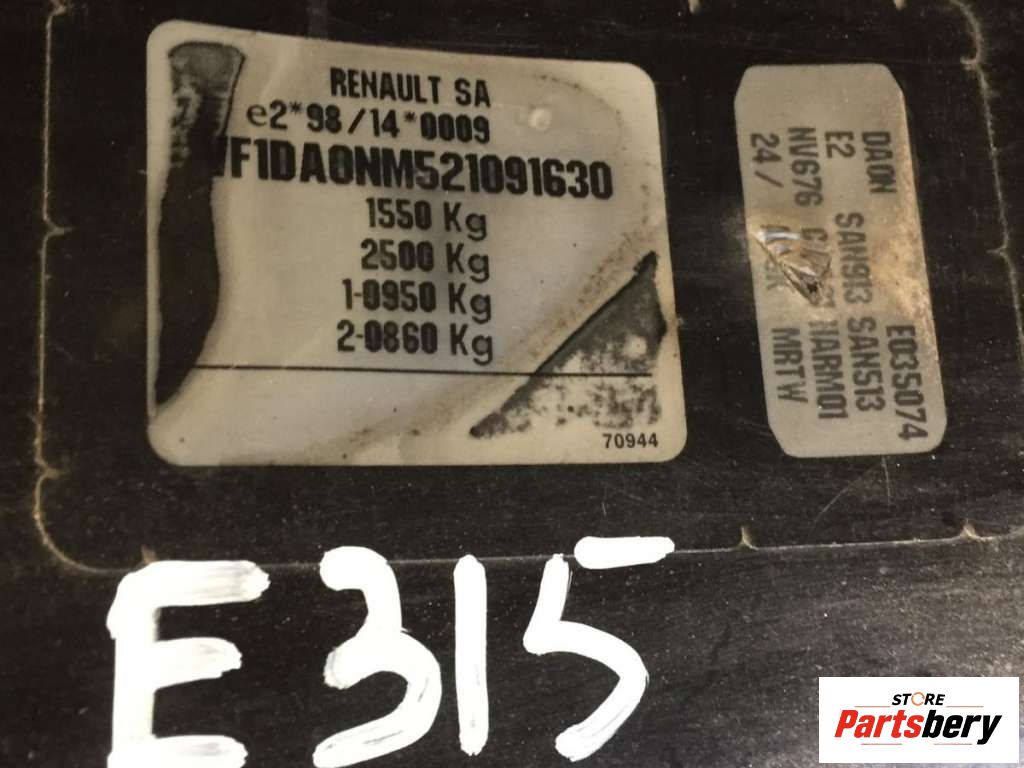 RENAULT SA
e2*98/14*0009
VF1DA0NM521091630
1550 Kg
2500 Kg
1-0950 Kg
2-0860 Kg
70944
DA0N E03S074
E2 SAN913 SAN513
NV676 HARM01
24/ MRTW
E315
STORE
Partsbery